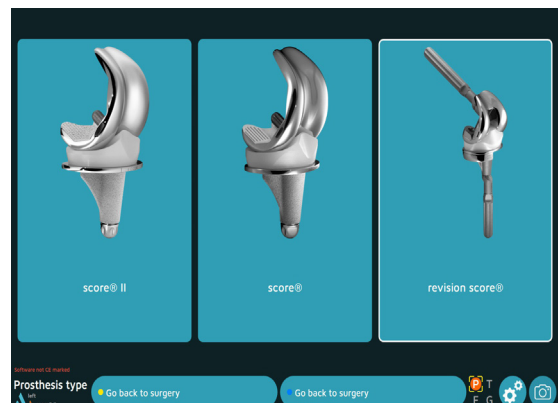 score® II
score®
revision score®
Software not CE marked
Prosthesis type
left
Go back to surgery
Go back to surgery
P T
F G